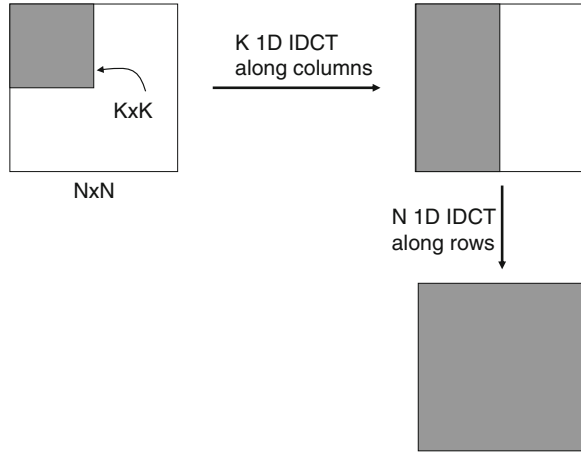 K 1D IDCT
along columns
KxK
NxN
N 1D IDCT
along rows